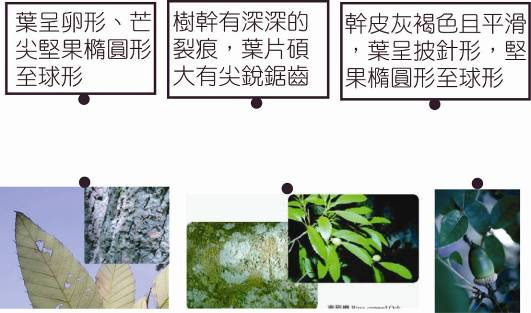 葉呈卵形、芒
尖堅果橢圓形
至球形
樹幹有深深的
裂痕，葉片碩
大有尖銳鋸齒
幹皮灰褐色且平滑
，葉呈披針形，堅
果橢圓形至球形